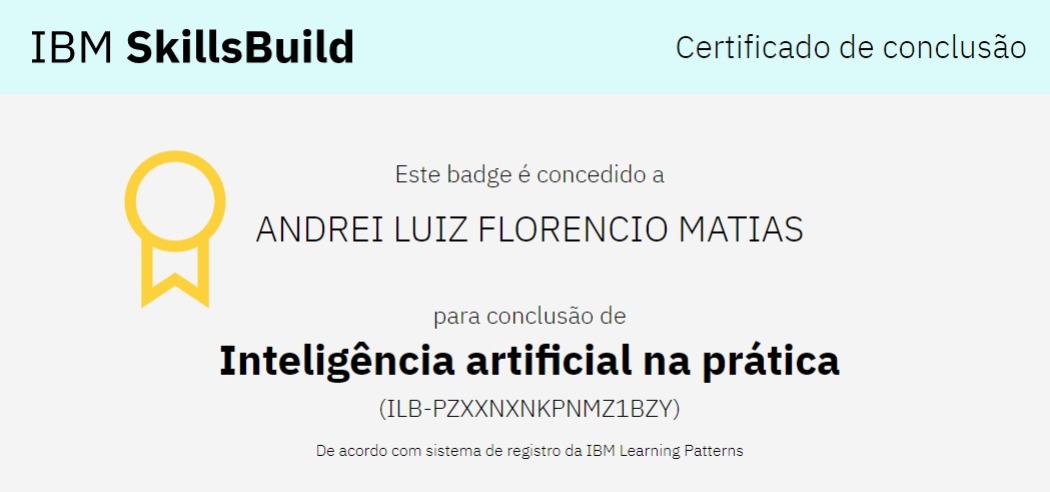 IBM SkillsBuild
Certificado de conclusão
Este badge é concedido a
ANDREI LUIZ FLORENCIO MATIAS
para conclusão de
Inteligência artificial na prática
(ILB-PZXXNXNKPNMZ1BZY)
De acordo com sistema de registro da IBM Learning Patterns